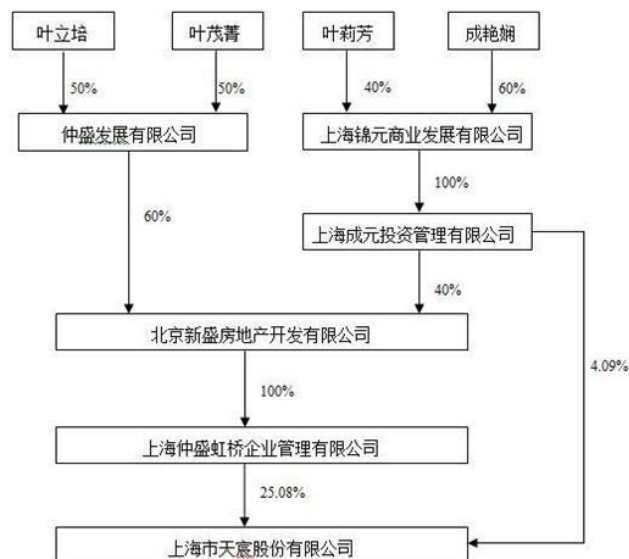 叶立培
叶茂菁
叶莉芳
成艳娴
50%
50%
40%
60%
仲盛发展有限公司
上海锦元商业发展有限公司
100%
60%
上海成元投资管理有限公司
40%
北京新盛房地产开发有限公司
4.09%
100%
上海仲盛虹桥企业管理有限公司
25.08%
上海市天宸股份有限公司